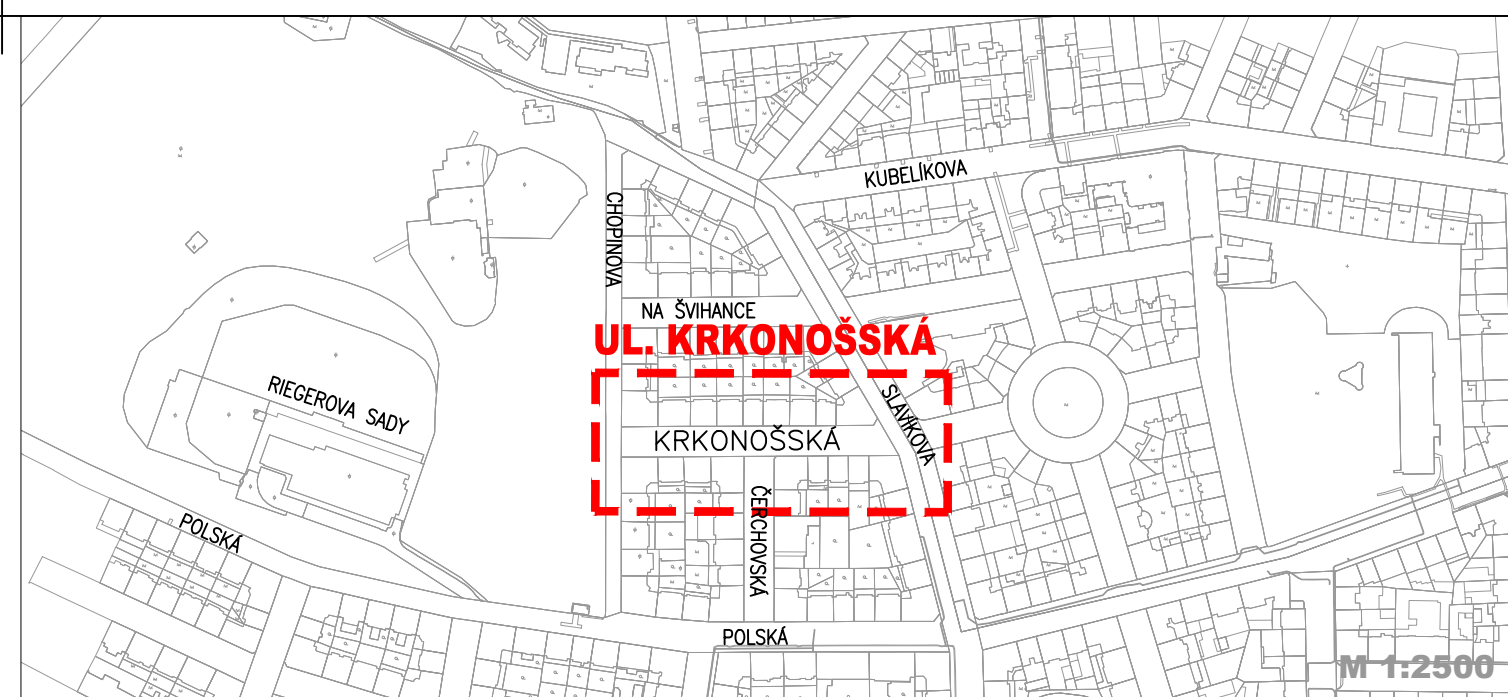 KUBELÍKOVA
CHOPINOVA
NA ŠVIHANCE
UL. KRKONOŠSKÁ
RIEGEROVA SADY
SLAVÍKOVA
KRKONOŠSKÁ
ČERCHOVSKÁ
POLSKÁ
POLSKÁ
M 1:2500